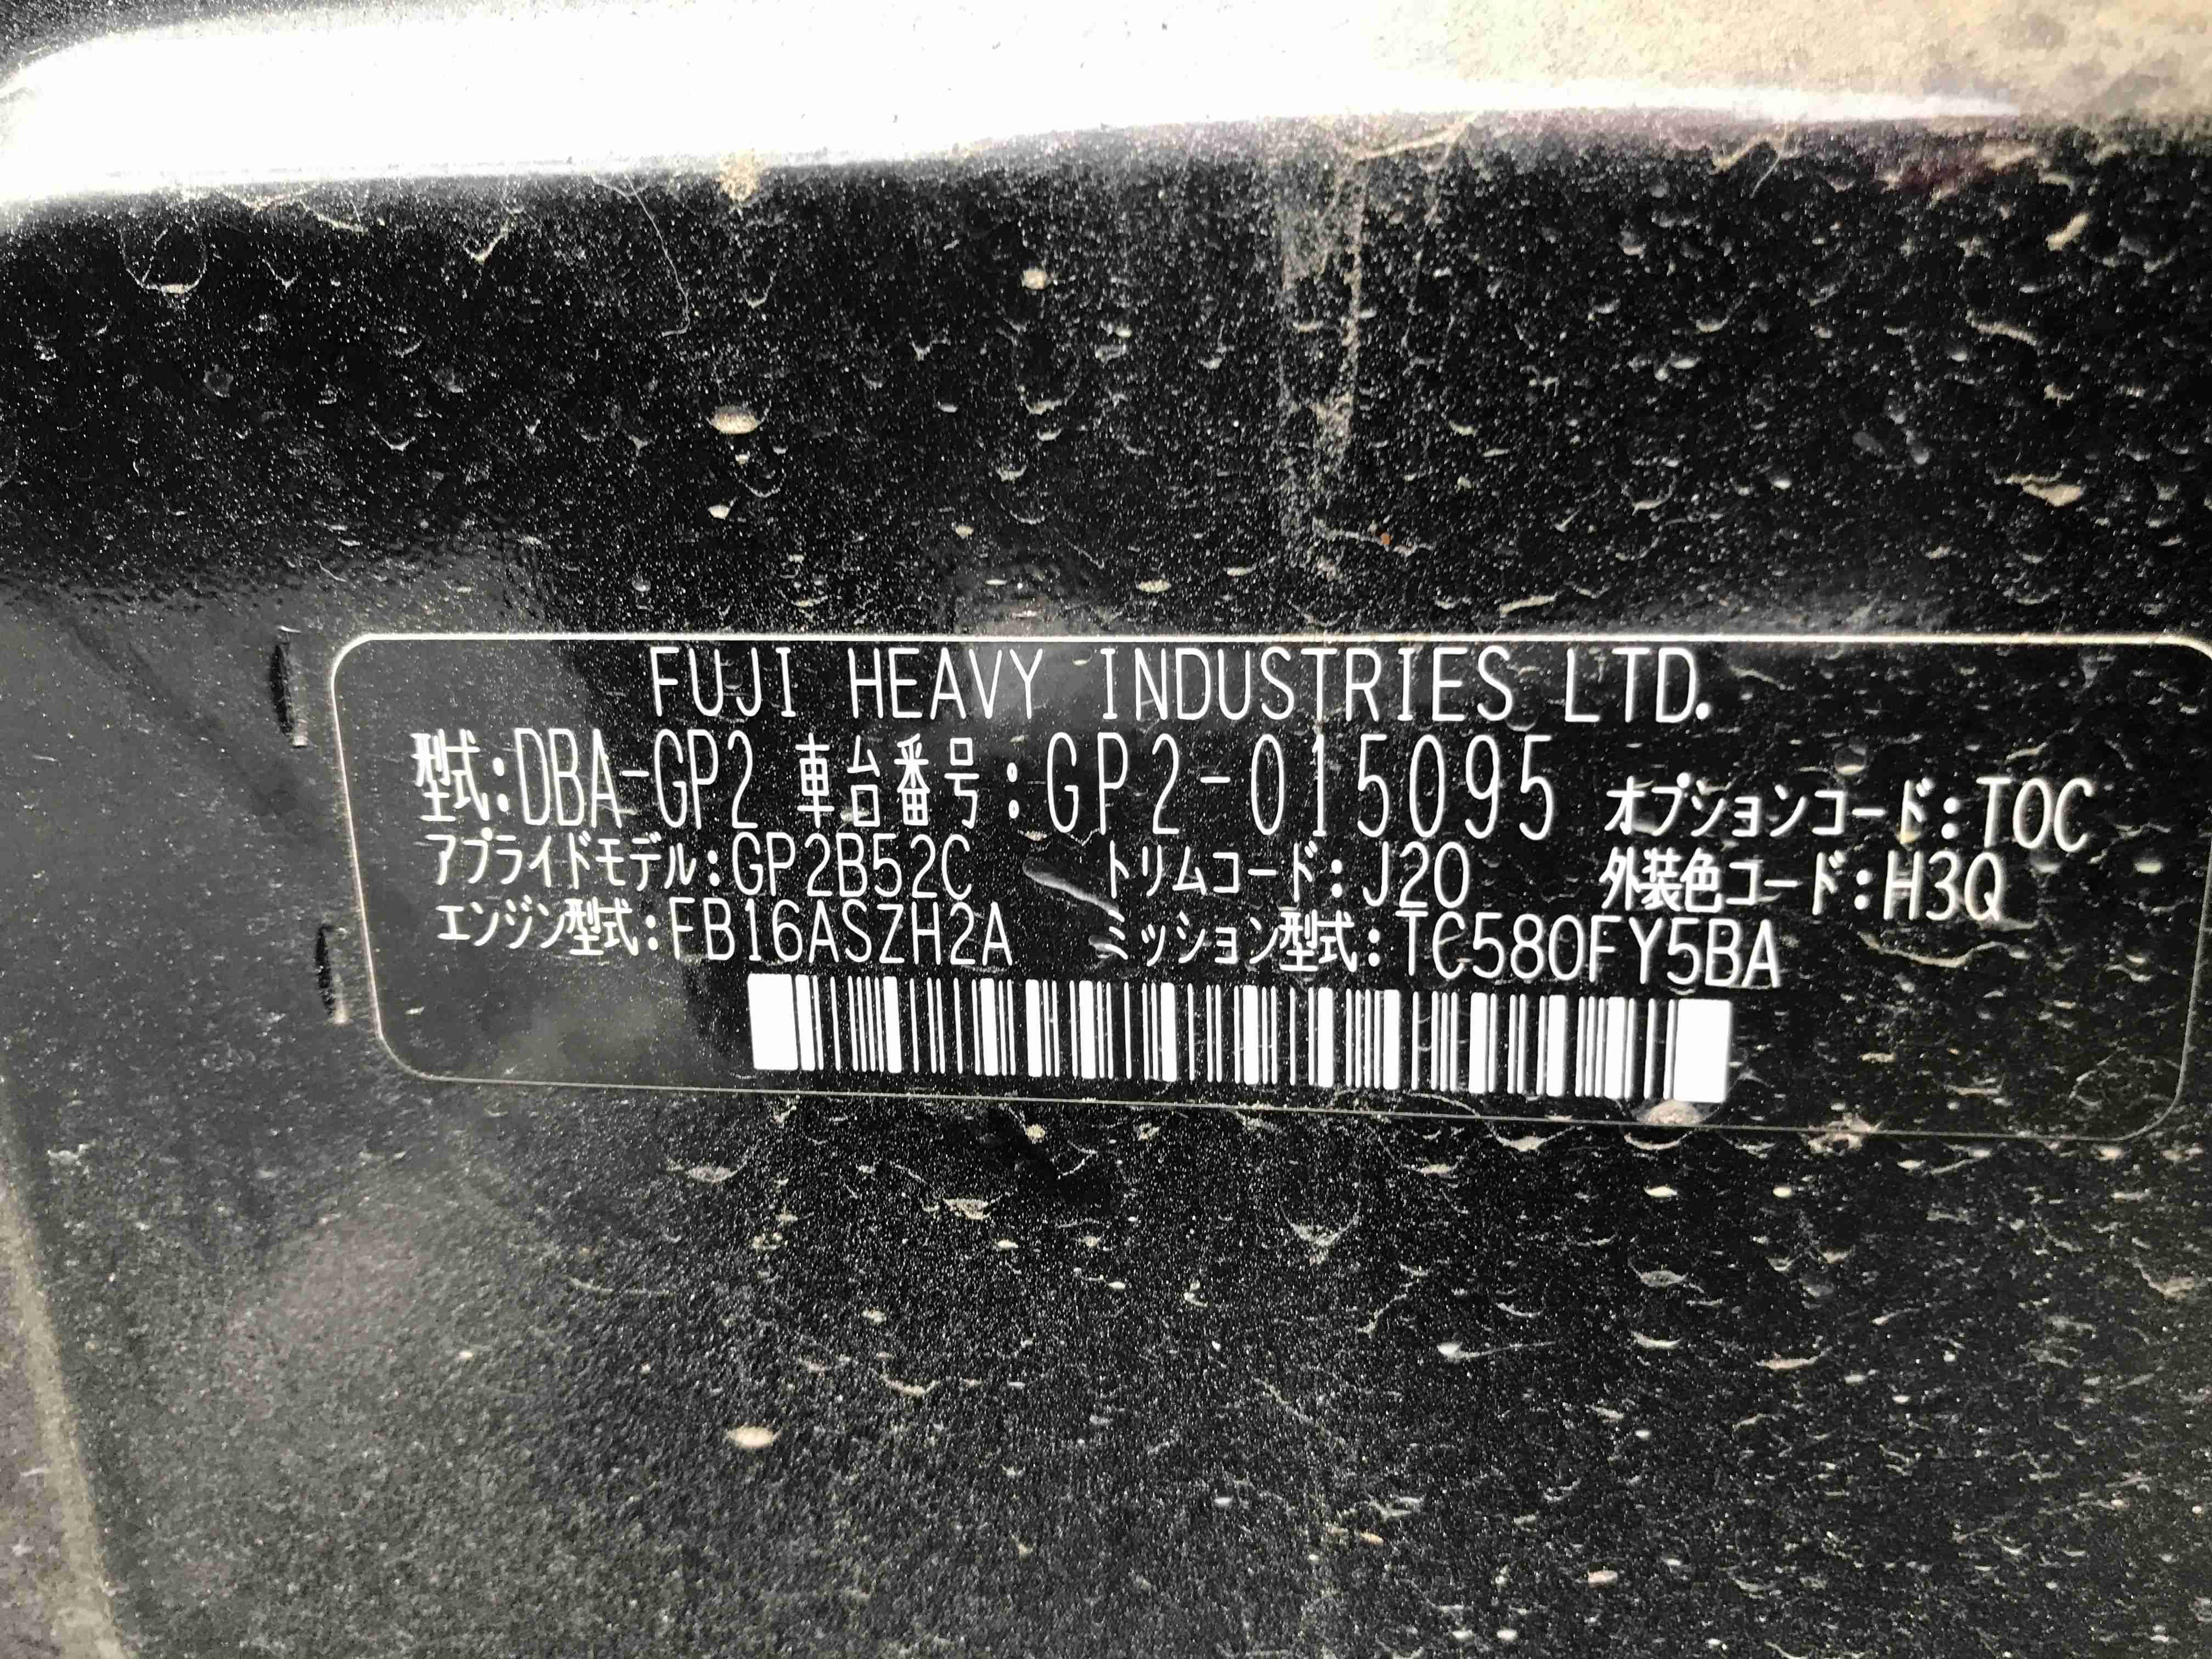 FUJI HEAVY INDUSTRIES LTD.
型式:DBA-GP2 車台番号:GP2-015095 オプションコード:TOC
アプライドモデル:GP2B52C トリムコード:J20 外装色コード:H3Q
エンジン型式:FB16ASZH2A ミッション型式:TC580FY5BA